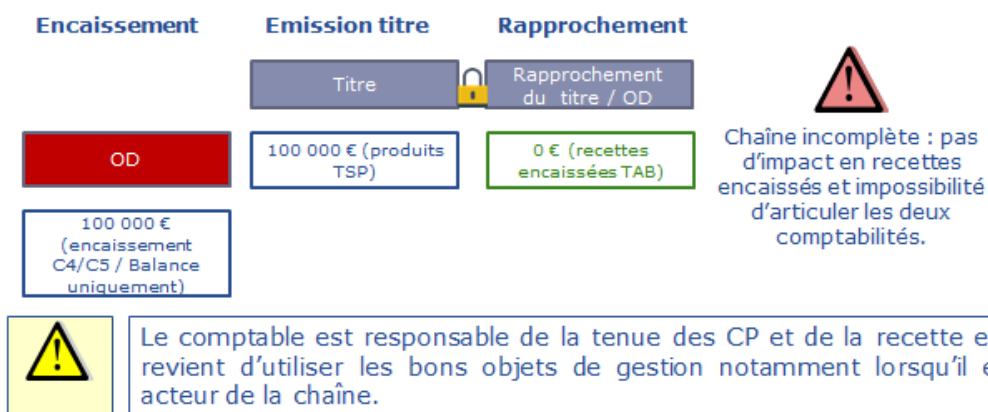 Encaissement
Emission titre
Rapprochement
Titre
Rapprochement
du titre / OD
OD
100 000 € (produits
TSP)
0 € (recettes
encaissées TAB)
Chaîne incomplète : pas
d'impact en recettes
encaissés et impossibilité
d'articuler les deux
comptabilités.
100 000 €
(encaissement
C4/C5 / Balance
uniquement)
Le comptable est responsable de la tenue des CP et de la recette e
revient d'utiliser les bons objets de gestion notamment lorsqu'il e
acteur de la chaîne.